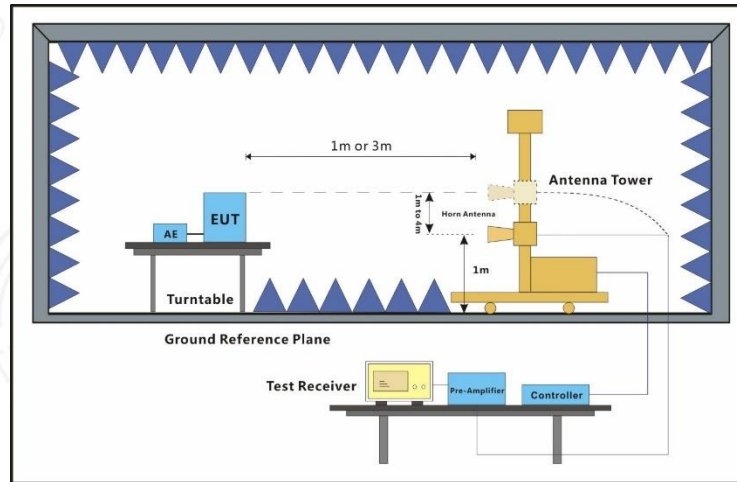 1m or 3m
Antenna Tower
1m to 4m
Horn Antenna
EUT
AE
1m
Turntable
Ground Reference Plane
Test Receiver
Pre-Amplifier
Controller